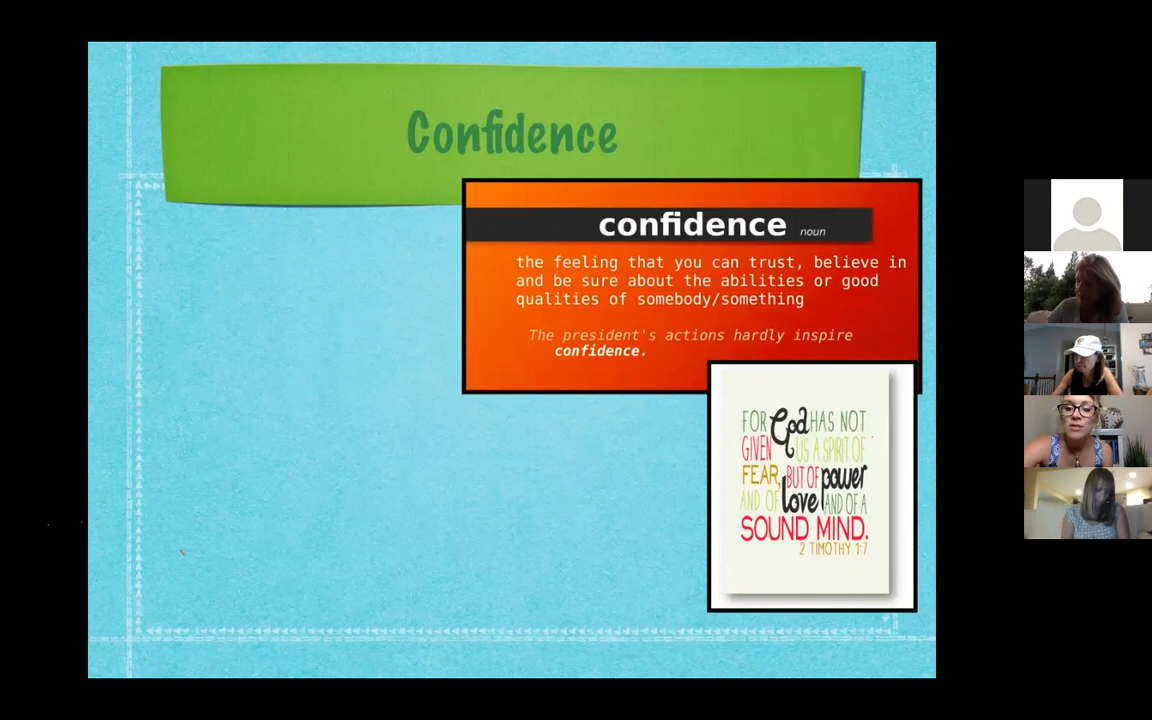 Confidence
confidence noun
the feeling that you can trust, believe in
and be sure about the abilities or good
qualities of somebody/something
The president's actions hardly inspire
confidence.
FOR God HAS NOT
GIVEN US A SPIRIT OF
FEAR, BUT OF power
AND OF love AND OF A
SOUND MIND.
2 TIMOTHY 1:7